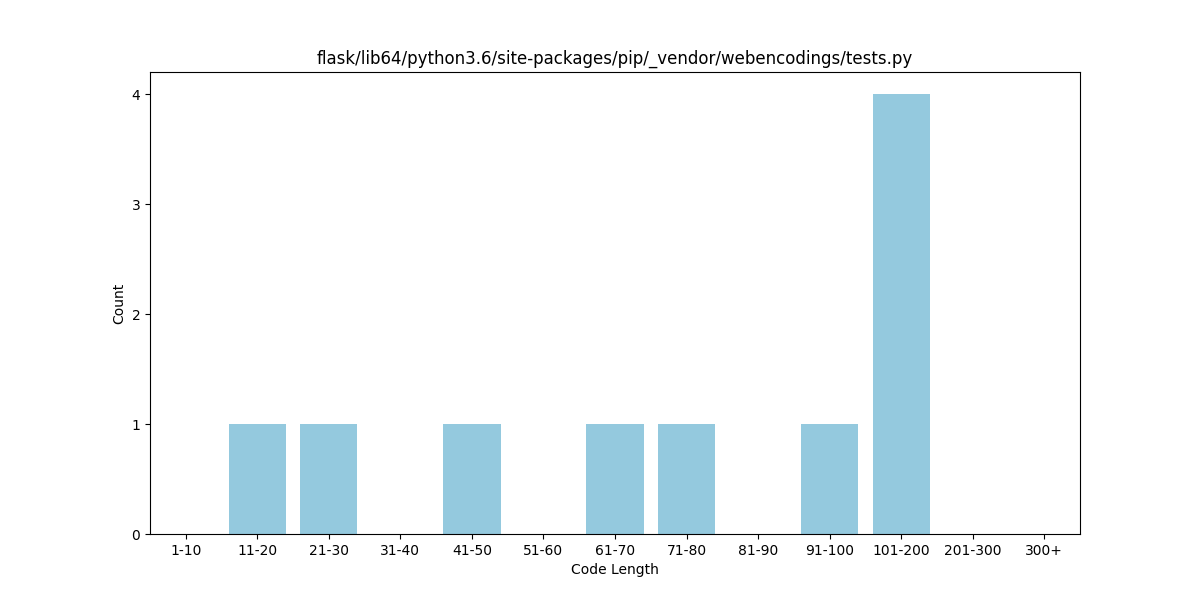 flask/lib64/python3.6/site-packages/pip/_vendor/webencodings/tests.py
4
3
2
1
0
Count
1-10 11-20 21-30 31-40 41-50 51-60 61-70 71-80 81-90 91-100 101-200 201-300 300+
Code Length